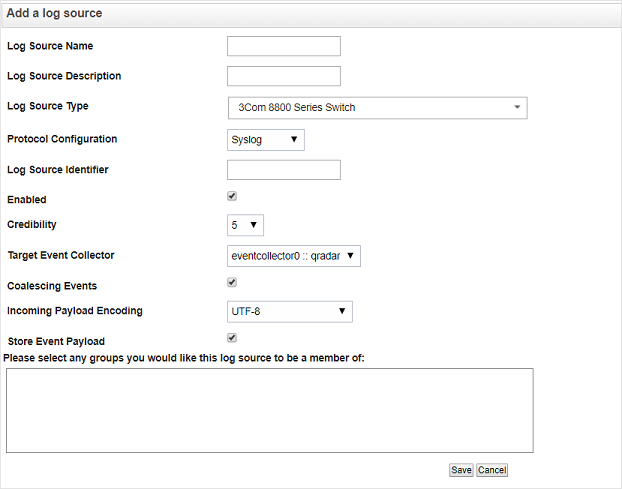 Add a log source
Log Source Name
Log Source Description
Log Source Type 3Com 8800 Series Switch
Protocol Configuration Syslog
Log Source Identifier
Enabled
Credibility 5
Target Event Collector eventcollector0 :: qradar
Coalescing Events
Incoming Payload Encoding UTF-8
Store Event Payload
Please select any groups you would like this log source to be a member of:
Save Cancel